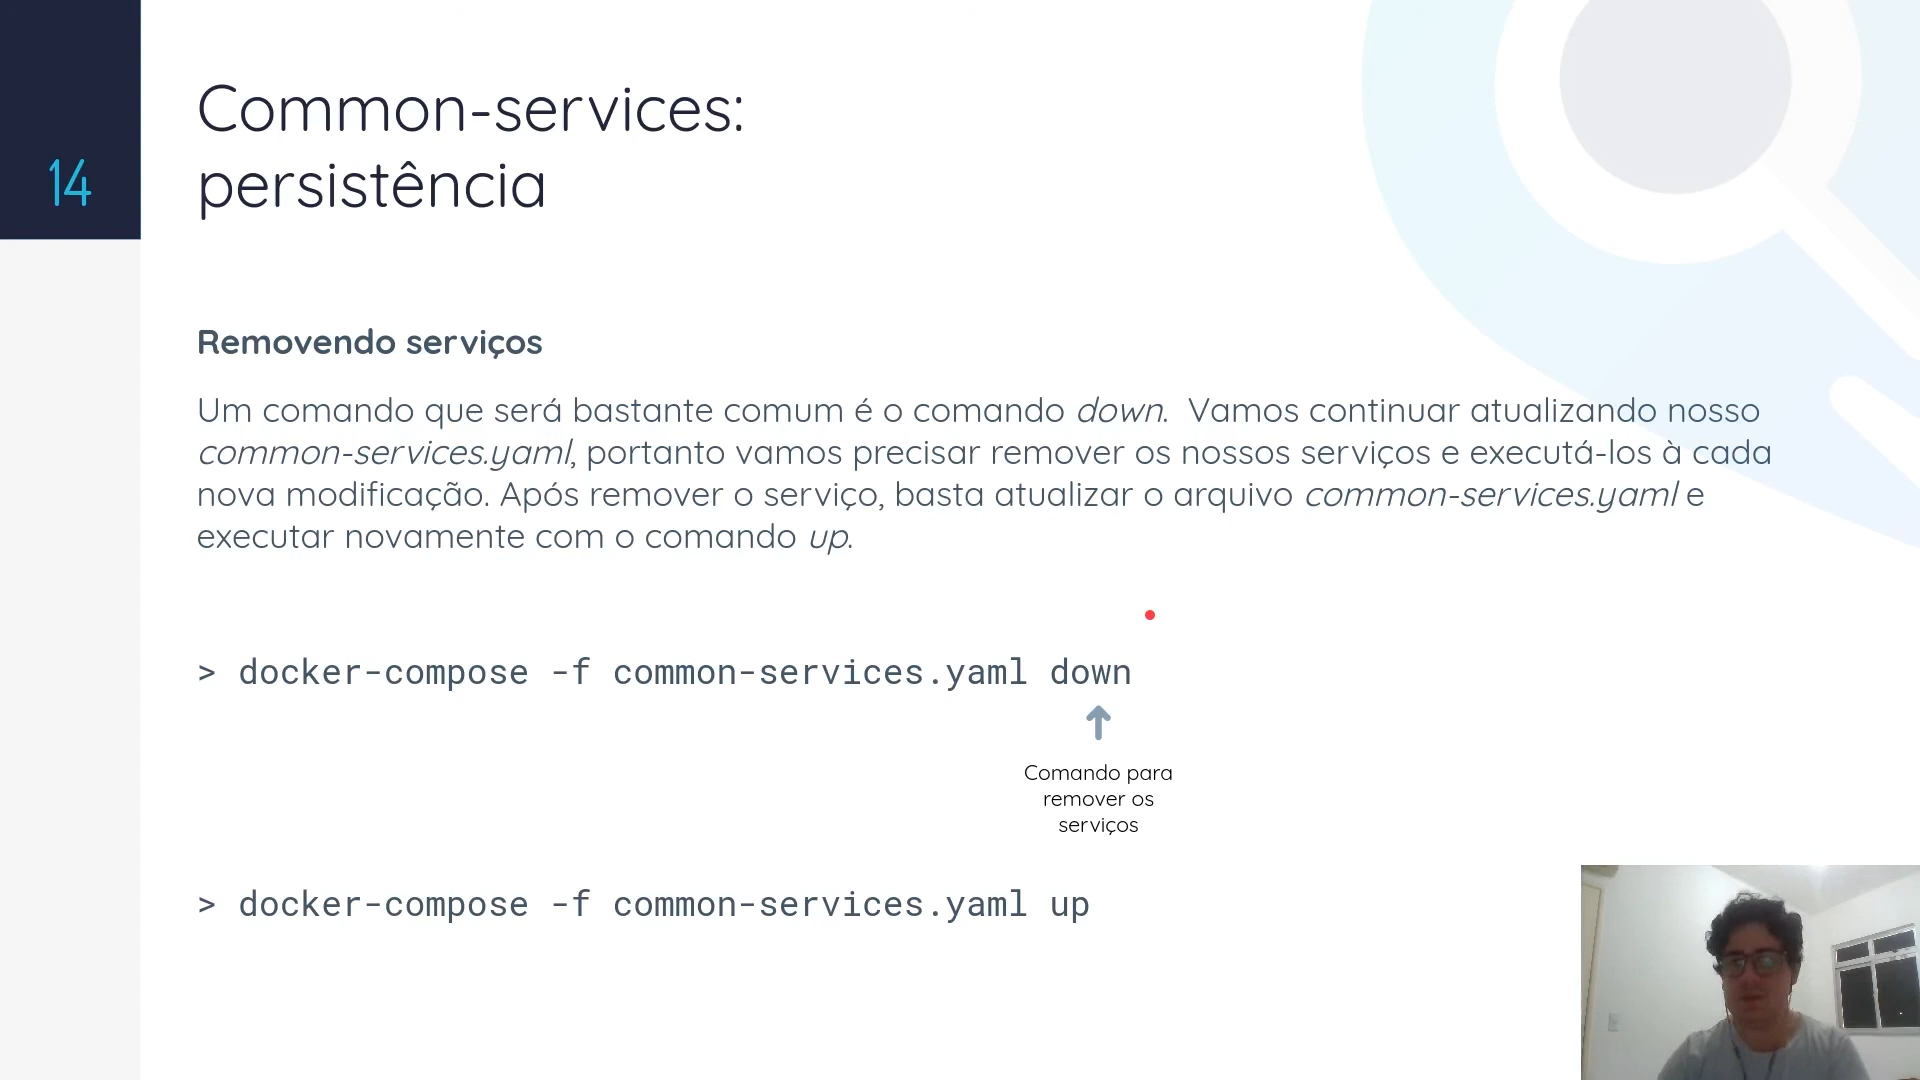 14
Common-services:
persistência
Removendo serviços
Um comando que será bastante comum é o comando down. Vamos continuar atualizando nosso
common-services.yaml, portanto vamos precisar remover os nossos serviços e executá-los à cada
nova modificação. Após remover o serviço, basta atualizar o arquivo common-services.yaml e
executar novamente com o comando up.
> docker-compose -f common-services.yaml down
Comando para
remover os
serviços
> docker-compose -f common-services.yaml up